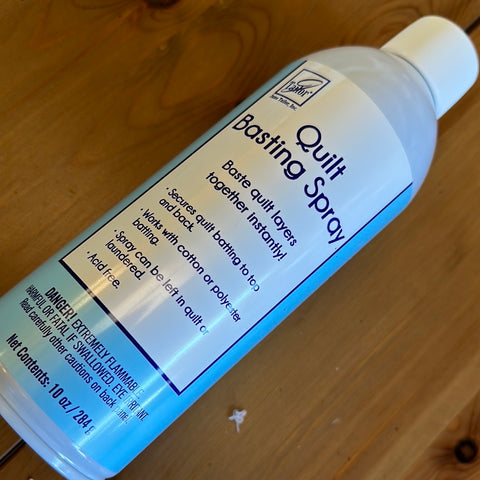 June Tailor, Inc.
Quilt
Basting Spray
Baste quilt layers
together instantly!
• Secures quilt batting to top
and back.
• Works with cotton or polyester
batting.
• Spray can be left in quilt or
laundered.
• Acid free.
DANGER! EXTREMELY FLAMMABLE.
HARMFUL OR FATAL IF SWALLOWED. EYE IRRITANT.
Read carefully other cautions on back panel.
Net Contents: 10 oz / 284 g